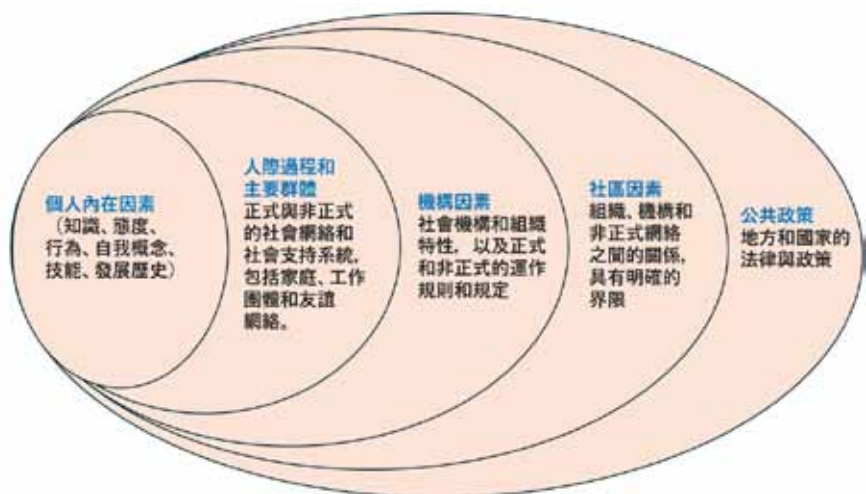 個人內在因素
（知識、態度、
行為、自我概念、
技能、發展歷史）
人際過程和
主要群體
正式與非正式
的社會網絡和
社會支持系統，
包括家庭、工作
團體和友誼
網絡。
機構因素
社會機構和組織
特性，以及正式
和非正式的運作
規則和規定
社區因素
組織、機構和
非正式網絡
之間的關係，
具有明確的
界限
公共政策
地方和國家的
法律與政策